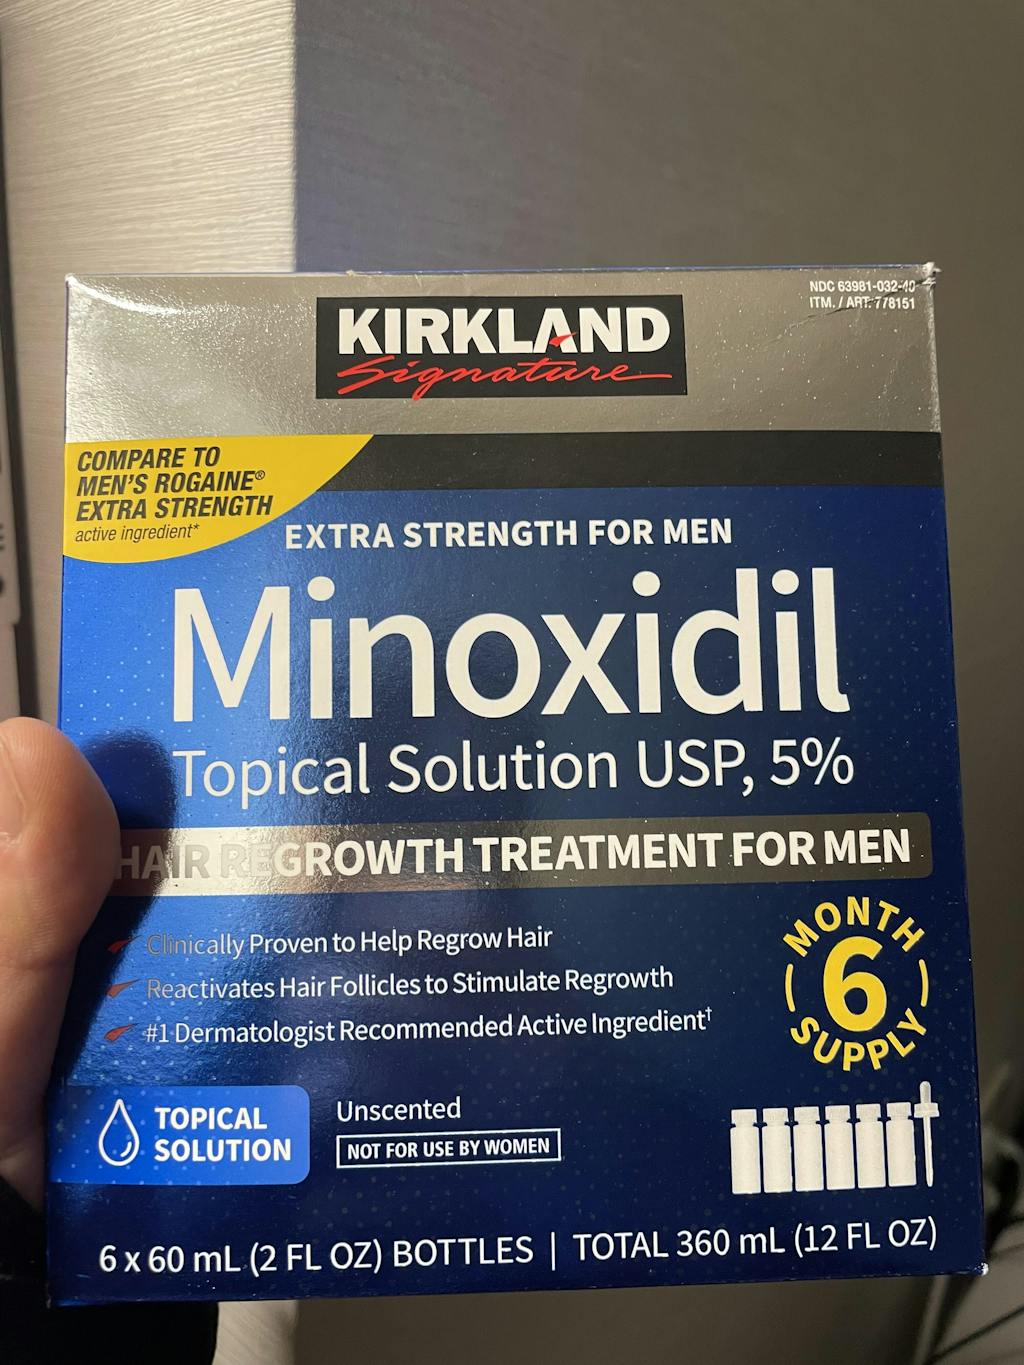 NDC 63981-032-40
ITM. / ART. 778151
KIRKLAND
Signature
COMPARE TO
MEN'S ROGAINE®
EXTRA STRENGTH
active ingredient*
EXTRA STRENGTH FOR MEN
Minoxidil
Topical Solution USP, 5%
HAIR REGROWTH TREATMENT FOR MEN
Clinically Proven to Help Regrow Hair
Reactivates Hair Follicles to Stimulate Regrowth
#1 Dermatologist Recommended Active Ingredient†
MONTH
6
SUPPLY
TOPICAL
SOLUTION
Unscented
NOT FOR USE BY WOMEN
6 x 60 mL (2 FL OZ) BOTTLES | TOTAL 360 mL (12 FL OZ)